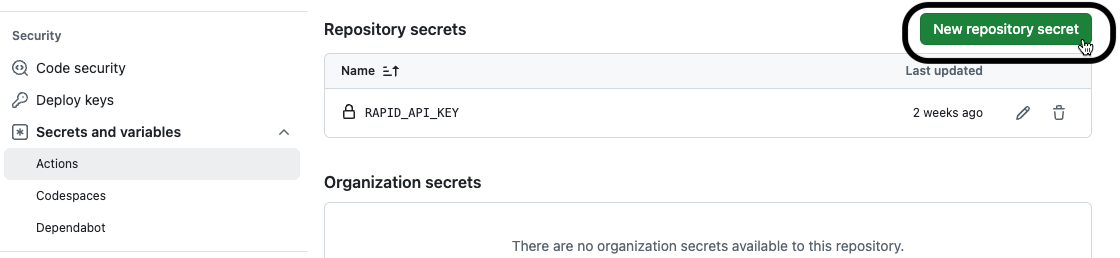 Security
Code security
Deploy keys
Secrets and variables
Actions
Codespaces
Dependabot
Repository secrets
New repository secret
Name
Last updated
RAPID_API_KEY
2 weeks ago
Organization secrets
There are no organization secrets available to this repository.